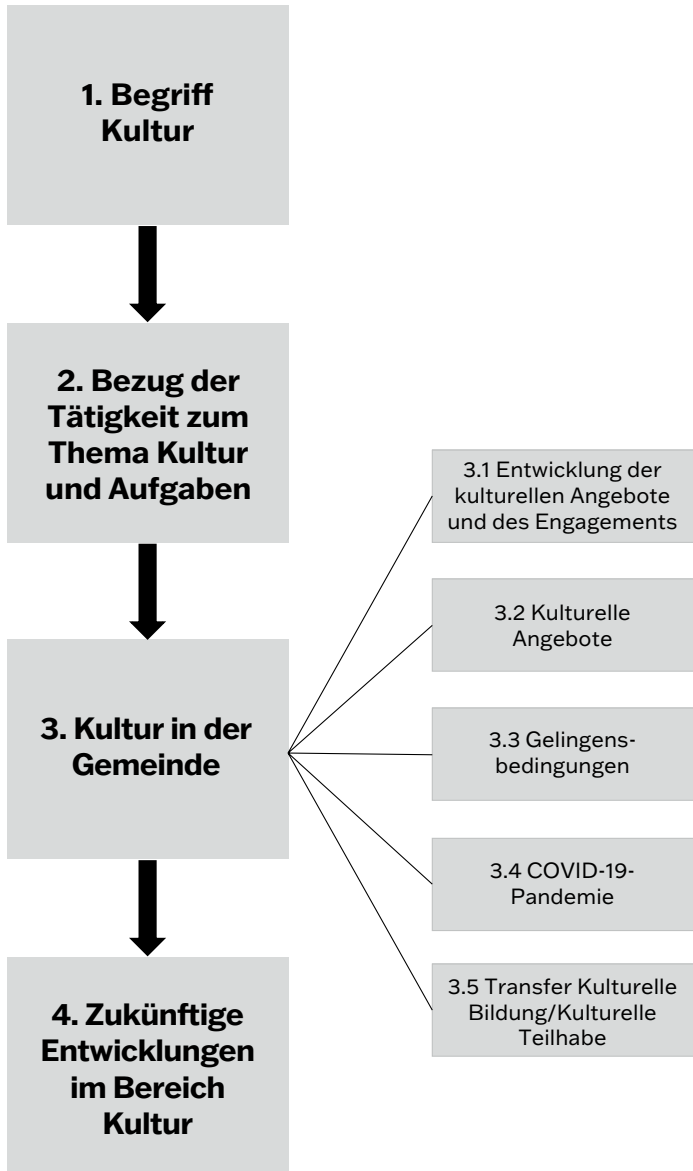 1. Begriff
Kultur
2. Bezug der
Tätigkeit zum
Thema Kultur
und Aufgaben
3. Kultur in der
Gemeinde
3.1 Entwicklung der
kulturellen Angebote
und des Engagements
3.2 Kulturelle
Angebote
3.3 Gelingens-
bedingungen
3.4 COVID-19-
Pandemie
3.5 Transfer Kulturelle
Bildung/Kulturelle
Teilhabe
4. Zukünftige
Entwicklungen
im Bereich
Kultur